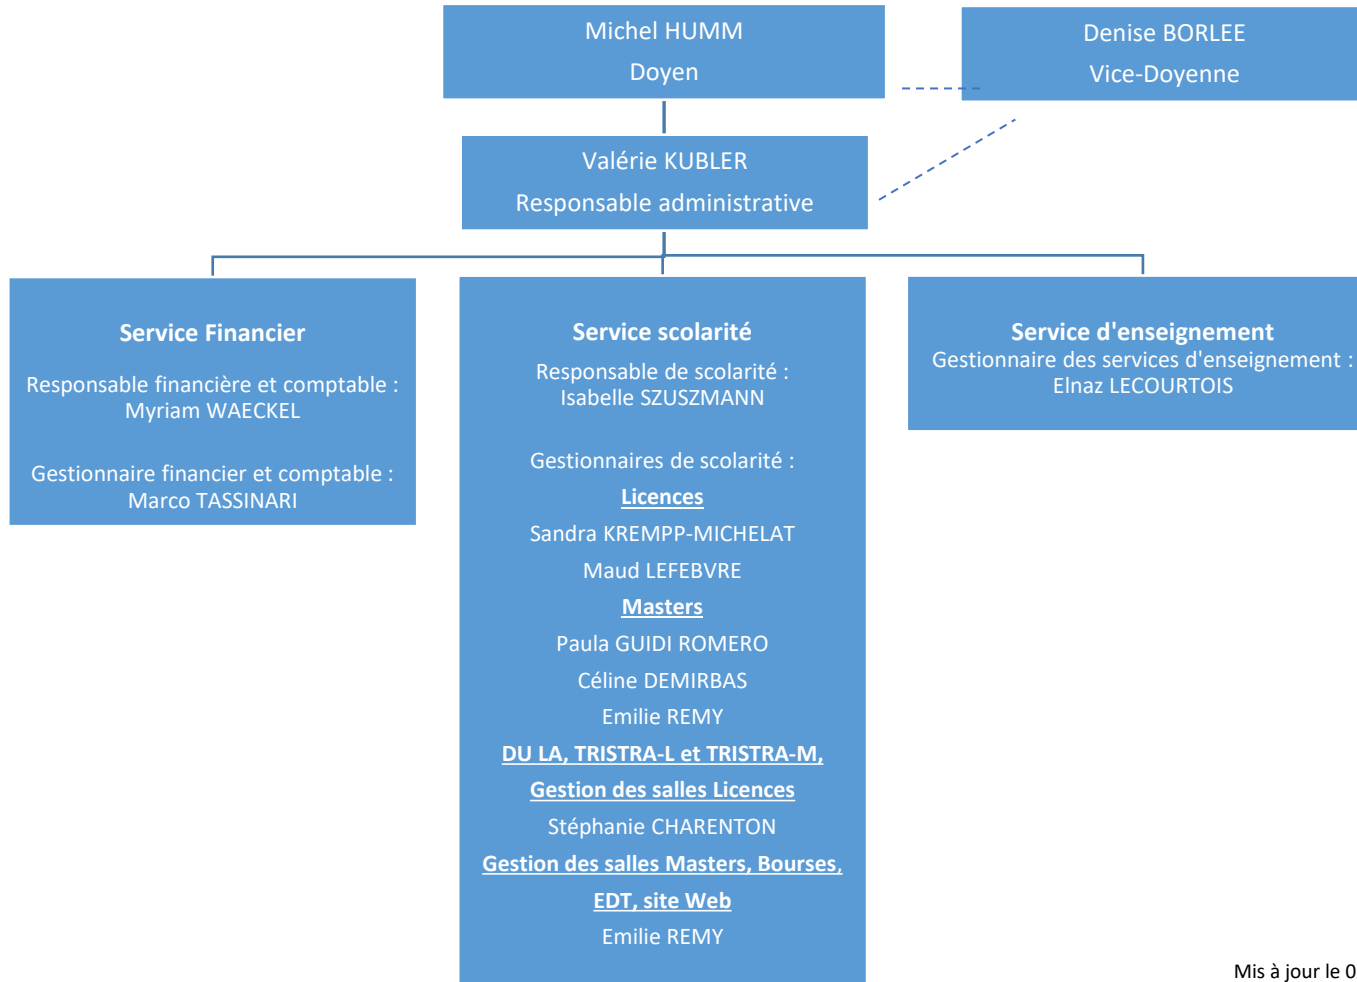 Michel HUMM
Doyen
Denise BORLEE
Vice-Doyenne
Valérie KUBLER
Responsable administrative
Service Financier
Responsable financière et comptable :
Myriam WAECKEL
Gestionnaire financier et comptable :
Marco TASSINARI
Service scolarité
Responsable de scolarité :
Isabelle SZUSZMANN
Gestionnaires de scolarité :
Licences
Sandra KREMPP-MICHELAT
Maud LEFEBVRE
Masters
Paula GUIDI ROMERO
Céline DEMIRBAS
Emilie REMY
DU LA, TRISTRA-L et TRISTRA-M,
Gestion des salles Licences
Stéphanie CHARENTON
Gestion des salles Masters, Bourses,
EDT, site Web
Emilie REMY
Service d'enseignement
Gestionnaire des services d'enseignement :
Elnaz LECOURTOIS
Mis à jour le 0